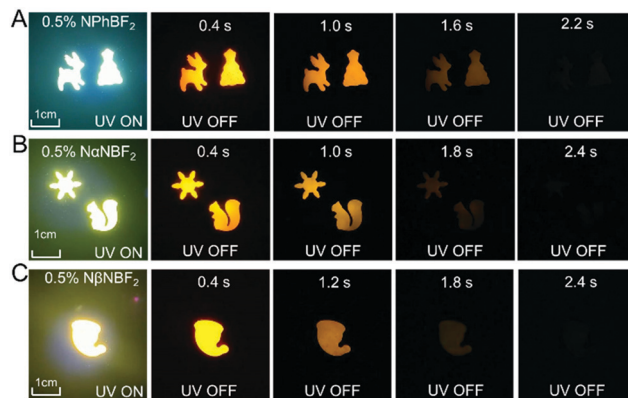 A
0.5% NPhBF₂
0.4 s
1.0 s
1.6 s
2.2 s
1cm
UV ON
UV OFF
UV OFF
UV OFF
UV OFF
B
0.5% NαNBF₂
0.4 s
1.0 s
1.8 s
2.4 s
1cm
UV ON
UV OFF
UV OFF
UV OFF
UV OFF
C
0.5% NβNBF₂
0.4 s
1.2 s
1.8 s
2.4 s
1cm
UV ON
UV OFF
UV OFF
UV OFF
UV OFF